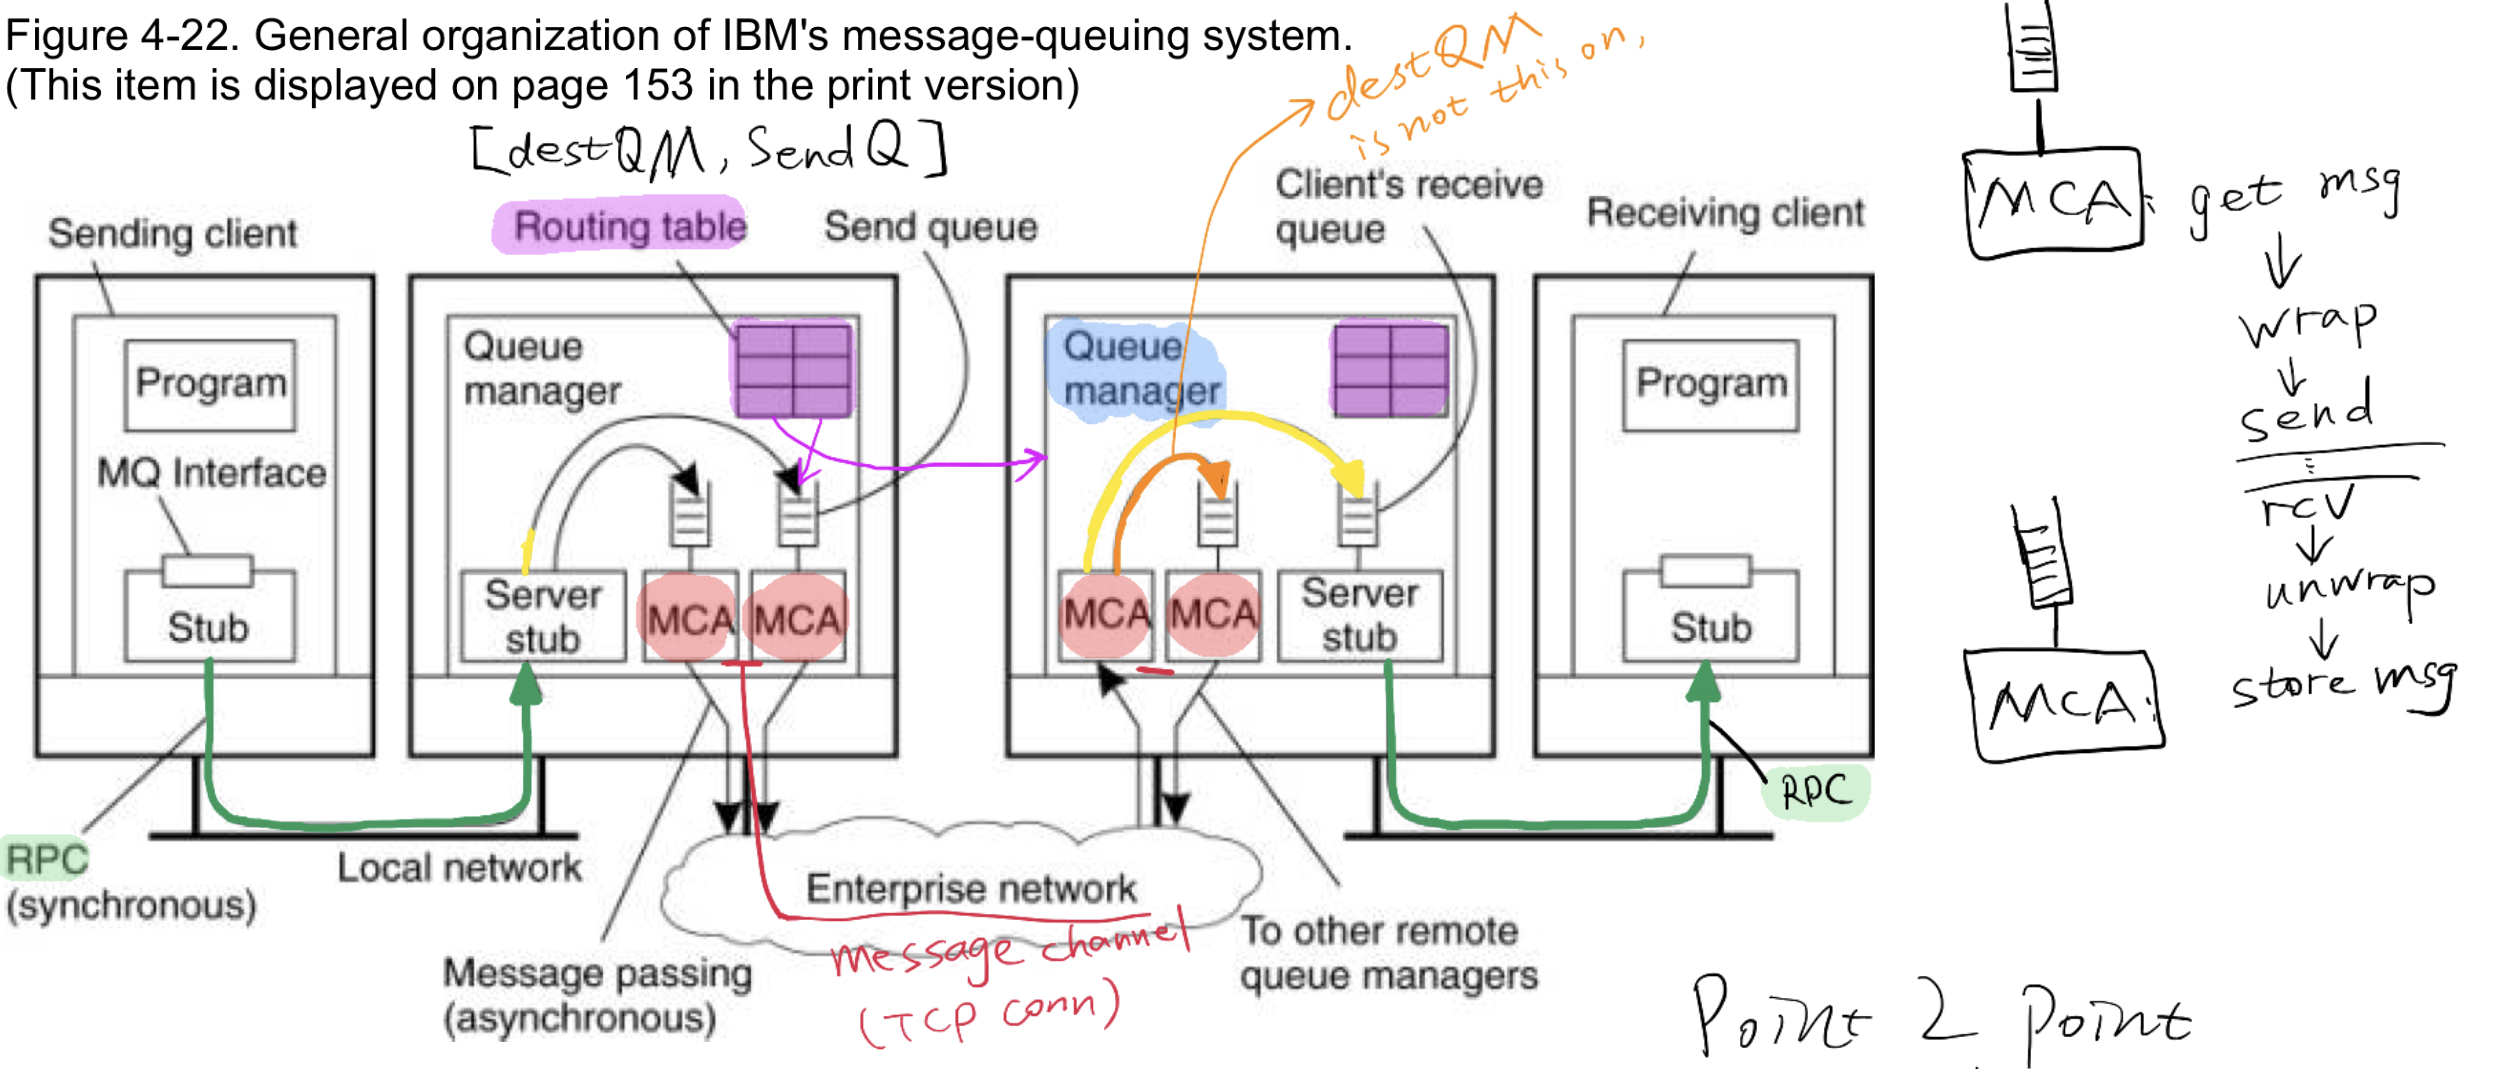 Figure 4-22. General organization of IBM's message-queuing system.
(This item is displayed on page 153 in the print version)
[destQM, SendQ]
destQM
is not this on,
Sending client
Routing table
Send queue
Client's receive
queue
Receiving client
Program
MQ Interface
Stub
Queue
manager
Server
stub
MCA
MCA
Queue
manager
MCA
MCA
Server
stub
Program
Stub
RPC
(synchronous)
Local network
Message passing
(asynchronous)
Enterprise network
message channel
(TCP conn)
To other remote
queue managers
RPC
MCA: get msg
wrap
send
rcv
unwrap
MCA: store msg
Point 2 Point